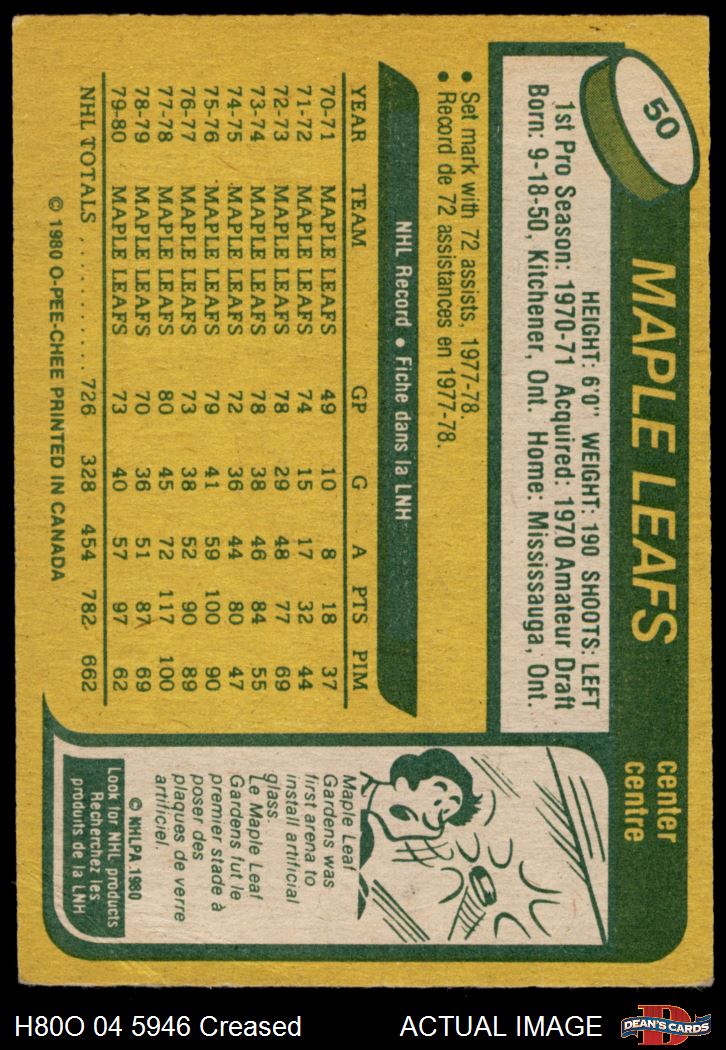 50
MAPLE LEAFS
center
centre
HEIGHT: 6'0" WEIGHT: 190 SHOOTS: LEFT
1st Pro Season: 1970-71 Acquired: 1970 Amateur Draft
Born: 9-18-50, Kitchener, Ont. Home: Mississauga, Ont.
• Set mark with 72 assists, 1977-78.
• Record de 72 assistances en 1977-78.
NHL Record • Fiche dans la LNH
YEAR TEAM GP G A PTS PIM
70-71 MAPLE LEAFS 49 10 8 18 37
71-72 MAPLE LEAFS 74 15 17 32 44
72-73 MAPLE LEAFS 78 29 48 77 69
73-74 MAPLE LEAFS 78 38 46 84 55
74-75 MAPLE LEAFS 72 36 44 80 47
75-76 MAPLE LEAFS 79 41 59 100 90
76-77 MAPLE LEAFS 73 38 52 90 89
77-78 MAPLE LEAFS 80 45 72 117 100
78-79 MAPLE LEAFS 70 36 51 87 69
79-80 MAPLE LEAFS 73 40 57 97 62
NHL TOTALS .......... 726 328 454 782 662
© 1980 O-PEE-CHEE PRINTED IN CANADA
Maple Leaf
Gardens was
first arena to
install artificial
glass.
Le Maple Leaf
Gardens fut le
premier stade à
poser des
plaques de verre
artificiel.
© NHLPA 1980
Look for NHL products
Recherchez les
produits de la LNH
H80O 04 5946 Creased
ACTUAL IMAGE
D
DEAN'S CARDS